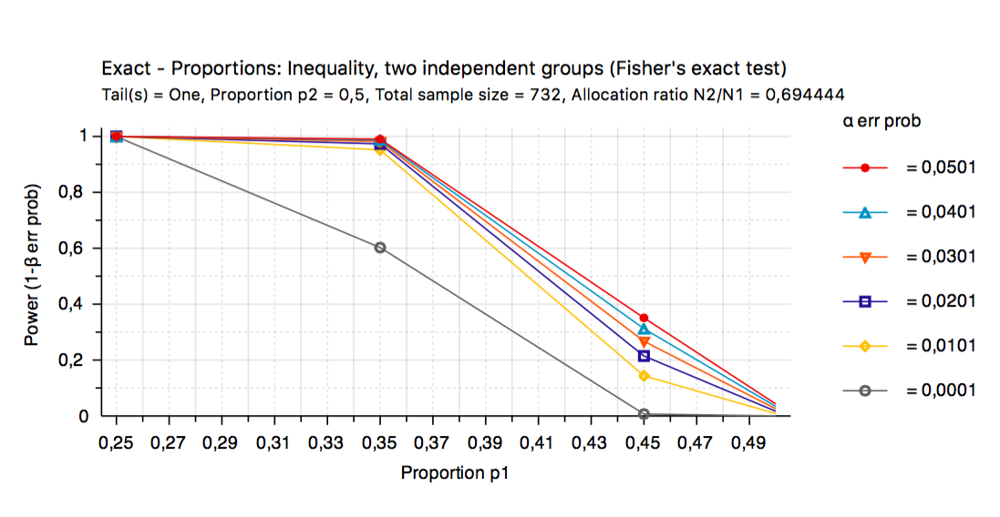 Exact - Proportions: Inequality, two independent groups (Fisher's exact test)
Tail(s) = One, Proportion p2 = 0,5, Total sample size = 732, Allocation ratio N2/N1 = 0,694444
α err prob
= 0,0501
= 0,0401
= 0,0301
= 0,0201
= 0,0101
= 0,0001
Power (1-β err prob)
1
0,8
0,6
0,4
0,2
0
0,25 0,27 0,29 0,31 0,33 0,35 0,37 0,39 0,41 0,43 0,45 0,47 0,49
Proportion p1